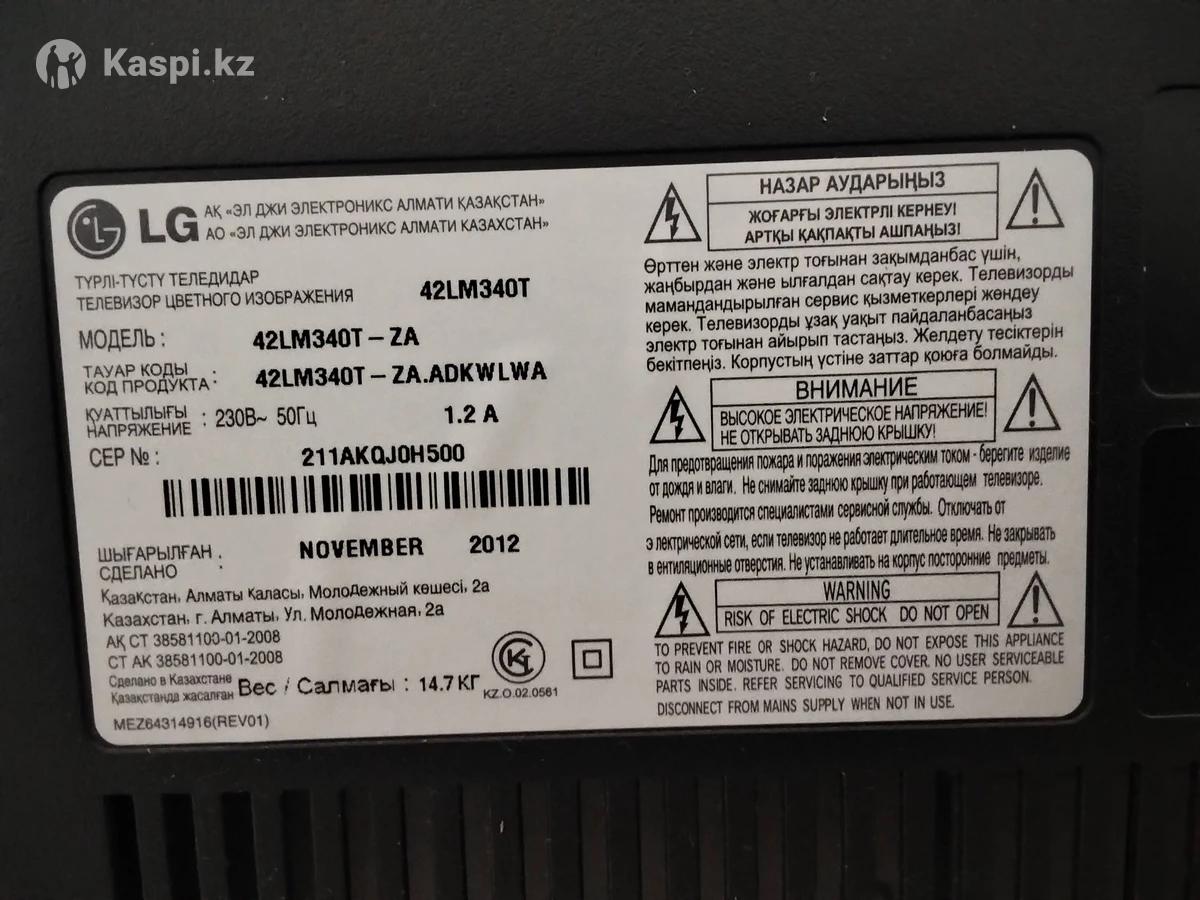 Kaspi.kz
LG
АҚ «ЭЛ ДЖИ ЭЛЕКТРОНИКС АЛМАТИ ҚАЗАҚСТАН»
АО «ЭЛ ДЖИ ЭЛЕКТРОНИКС АЛМАТИ КАЗАХСТАН»
ТҮРЛІ-ТҮСТҮ ТЕЛЕДИДАР
ТЕЛЕВИЗОР ЦВЕТНОГО ИЗОБРАЖЕНИЯ
42LM340T
МОДЕЛЬ : 42LM340T-ZA
ТАУАР КОДЫ
КОД ПРОДУКТА : 42LM340T-ZA.ADKWLWA
ҚУАТТЫЛЫҒЫ
НАПРЯЖЕНИЕ : 230В~ 50Гц 1.2 A
СЕР № : 211AKQJ0H500
ШЫҒАРЫЛҒАН
СДЕЛАНО : NOVEMBER 2012
Қазақстан, Алматы Қаласы, Молодежный көшесі, 2а
Казахстан, г. Алматы, Ул. Молодежная, 2а
АҚ СТ 38581100-01-2008
СТ АК 38581100-01-2008
Сделано в Казахстане
Қазақстанда жасалған
Вес / Салмағы : 14.7 КГ
KZ.O.02.0561
MEZ64314916(REV01)
НАЗАР АУДАРЫҢЫЗ
ЖОҒАРҒЫ ЭЛЕКТРЛІ КЕРНЕУ!
АРТҚЫ ҚАҚПАҚТЫ АШПАҢЫЗ!
Өрттен және электр тоғынан зақымданбас үшін,
жаңбырдан және ылғалдан сақтау керек. Телевизорды
мамандандырылған сервис қызметкерлері жөндеу
керек. Телевизорды ұзақ уақыт пайдаланбасаңыз
электр тоғынан айырып тастаңыз. Желдету тесіктерін
бекітпеңіз. Корпустың үстіне заттар қоюға болмайды.
ВНИМАНИЕ
ВЫСОКОЕ ЭЛЕКТРИЧЕСКОЕ НАПРЯЖЕНИЕ!
НЕ ОТКРЫВАТЬ ЗАДНЮЮ КРЫШКУ!
Для предотвращения пожара и поражения электрическим током - берегите изделие
от дождя и влаги. Не снимайте заднюю крышку при работающем телевизоре.
Ремонт производится специалистами сервисной службы. Отключать от
э лектрической сети, если телевизор не работает длительное время. Не закрывать
в ентиляционные отверстия. Не устанавливать на корпус посторонние предметы.
WARNING
RISK OF ELECTRIC SHOCK DO NOT OPEN
TO PREVENT FIRE OR SHOCK HAZARD, DO NOT EXPOSE THIS APPLIANCE
TO RAIN OR MOISTURE. DO NOT REMOVE COVER. NO USER SERVICEABLE
PARTS INSIDE. REFER SERVICING TO QUALIFIED SERVICE PERSON.
DISCONNECT FROM MAINS SUPPLY WHEN NOT IN USE.